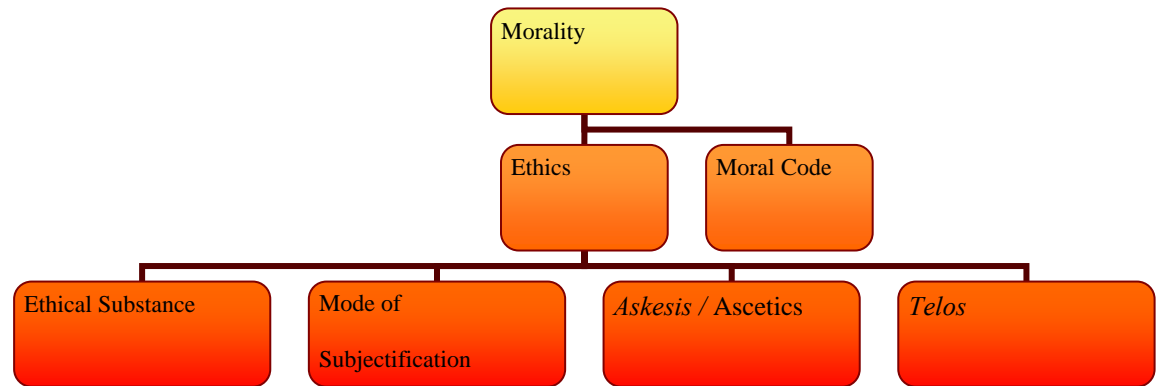 Morality
Ethics
Moral Code
Ethical Substance
Mode of
Subjectification
Askesis / Ascetics
Telos